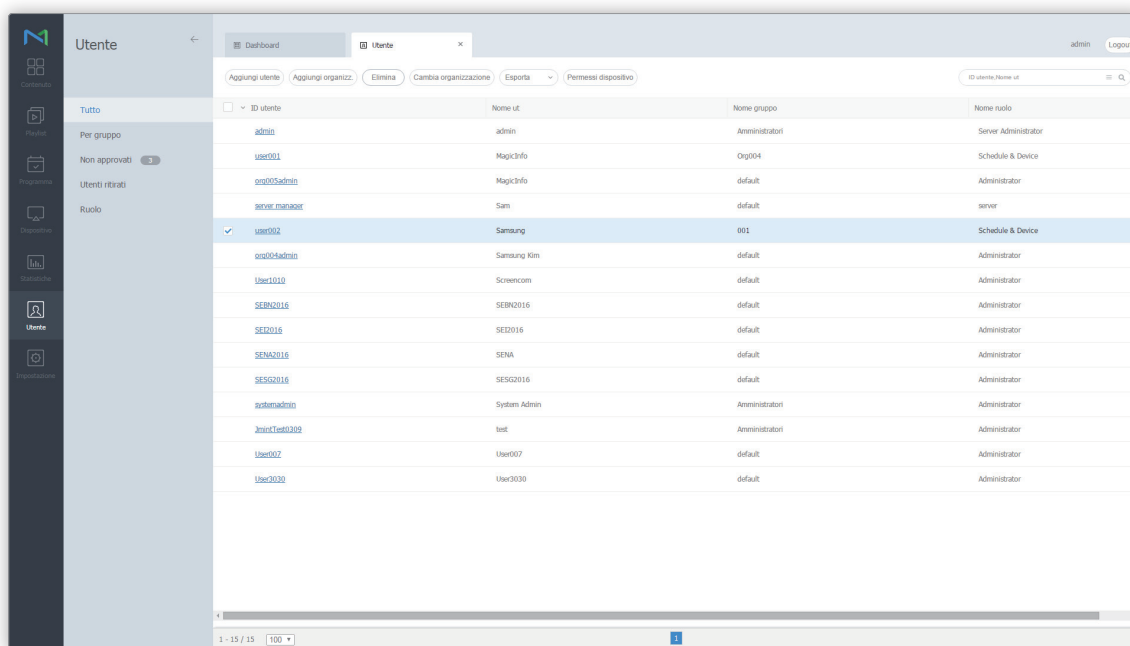 Utente
Dashboard
Utente
admin
Logout
Contenuto
Playlist
Programma
Dispositivo
Statistiche
Utente
Impostazione
Tutto
Per gruppo
Non approvati 3
Utenti ritirati
Ruolo
Aggiungi utente Aggiungi organizz. Elimina Cambia organizzazione Esporta Permessi dispositivo ID utente,Nome ut
ID utente Nome ut Nome gruppo Nome ruolo
admin admin Amministratori Server Administrator
user001 MagicInfo Org004 Schedule & Device
org005admin MagicInfo default Administrator
server manager Sam default server
user002 Samsung 001 Schedule & Device
org004admin Samsung Kim default Administrator
User1010 Screencom default Administrator
SEBN2016 SEBN2016 default Administrator
SEI2016 SEI2016 default Administrator
SENA2016 SENA default Administrator
SESG2016 SESG2016 default Administrator
systemadmin System Admin Amministratori Administrator
JmintTest0309 test Amministratori Administrator
User007 User007 default Administrator
User3030 User3030 default Administrator
1 - 15 / 15 100 1